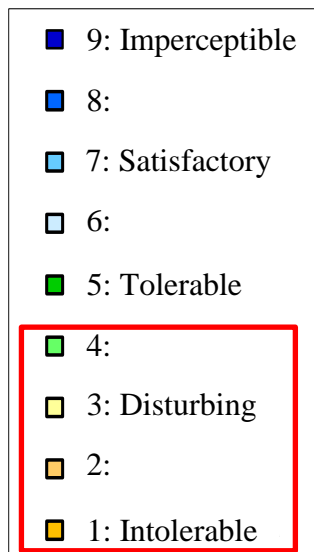 9: Imperceptible
8:
7: Satisfactory
6:
5: Tolerable
4:
3: Disturbing
2:
1: Intolerable